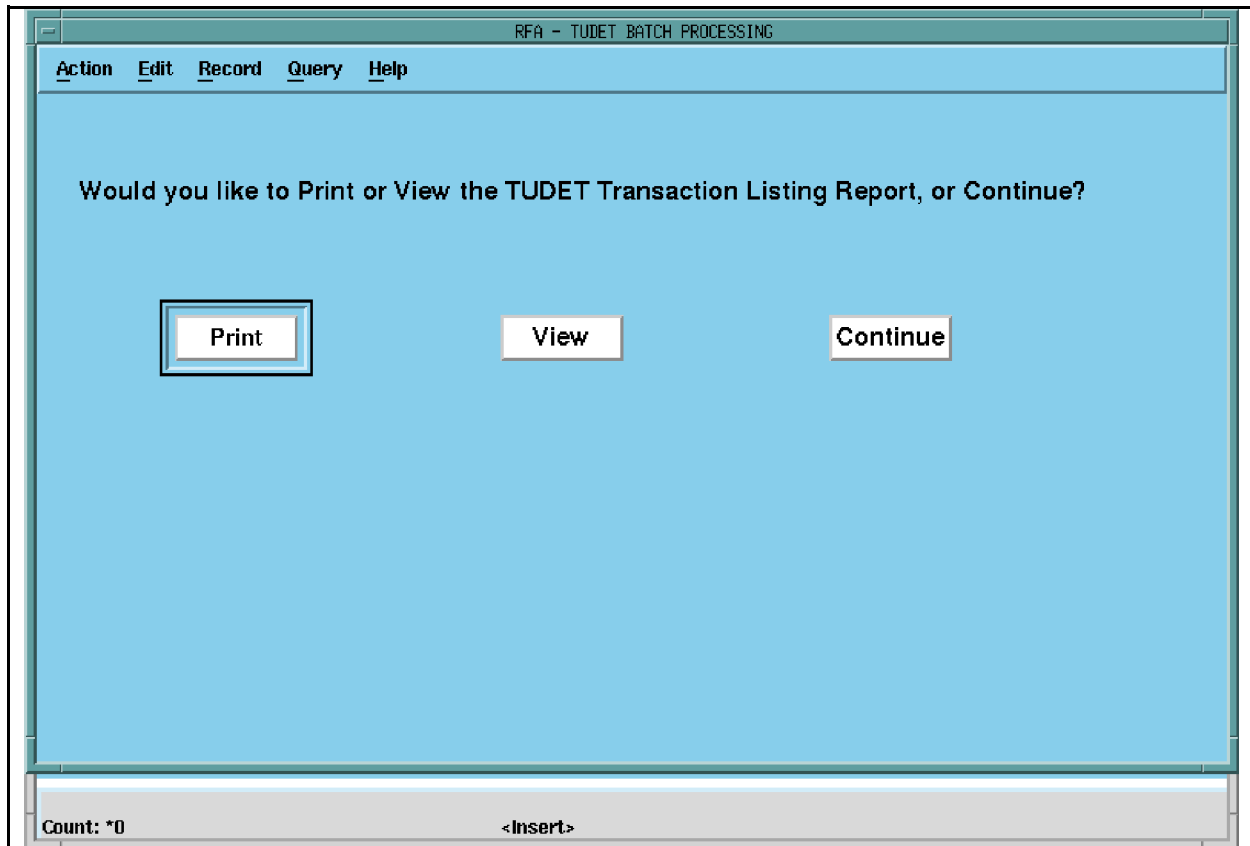 RFA - TUDET BATCH PROCESSING
Action Edit Record Query Help
Would you like to Print or View the TUDET Transaction Listing Report, or Continue?
Print View Continue
Count: *0 <Insert>